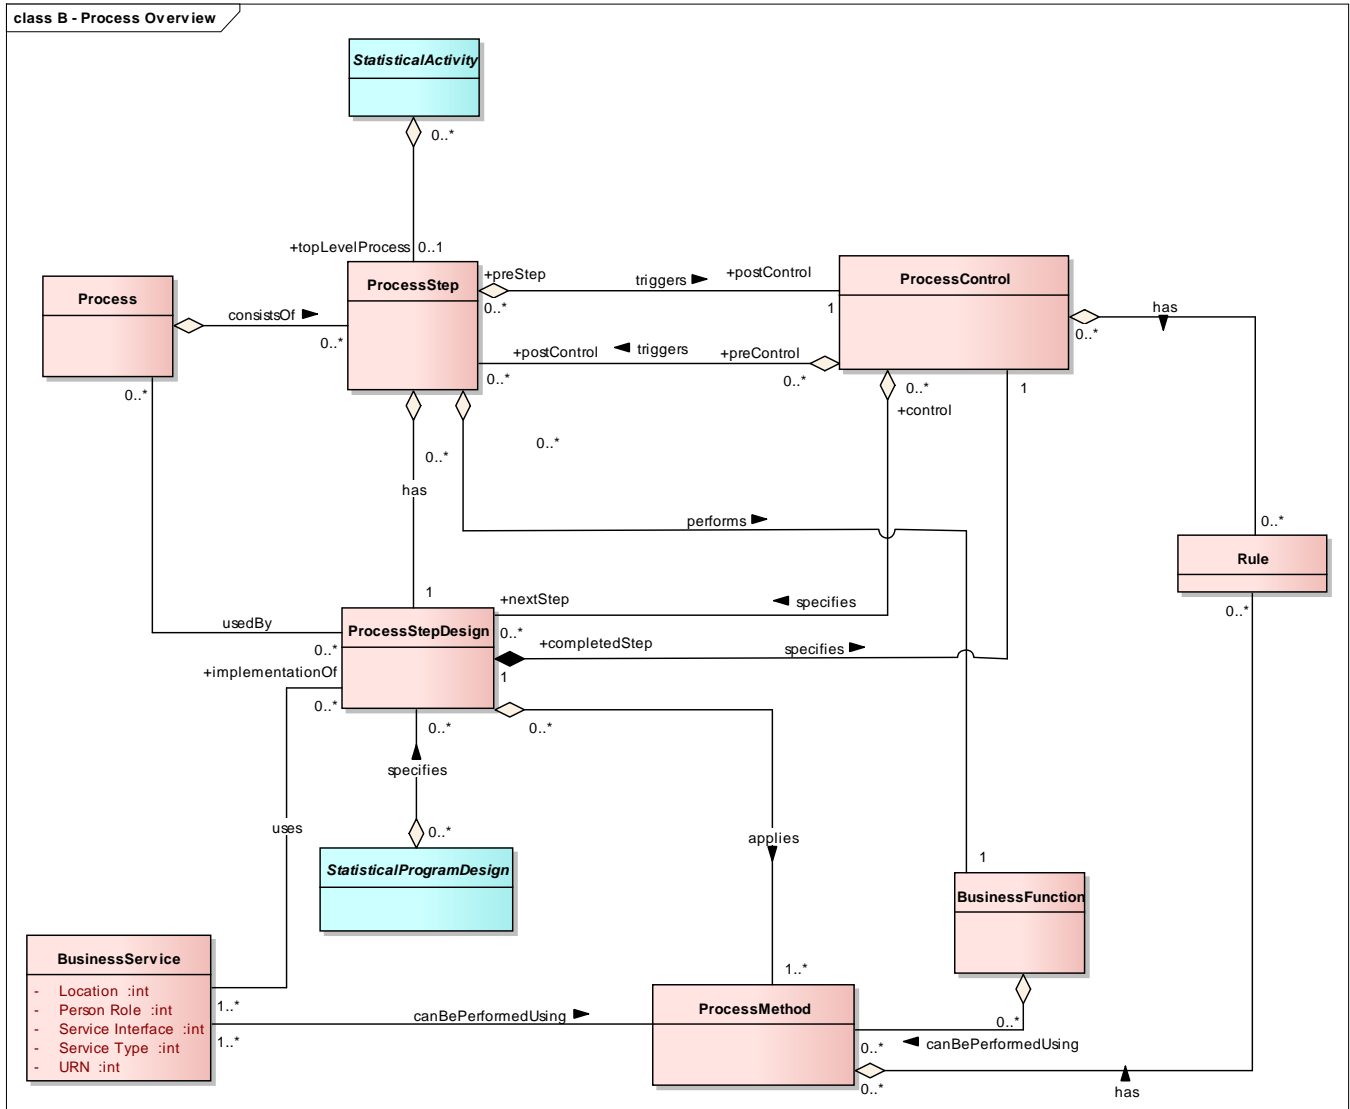 class B - Process Overview
StatisticalActivity
0..*
+topLevelProcess 0..1
ProcessStep
+preStep
0..*
triggers
+postControl
1
ProcessControl
Process
consistsOf
0..*
0..*
+postControl
0..*
triggers
+preControl
0..*
0..*
has
0..*
+control
1
0..*
0..*
has
performs
0..*
Rule
0..*
1
+nextStep
0..*
specifies
ProcessStepDesign
usedBy
0..*
+completedStep
1
specifies
+implementationOf
0..*
0..*
0..*
specifies
0..*
uses
applies
StatisticalProgramDesign
1
BusinessFunction
BusinessService
- Location :int
- Person Role :int
- Service Interface :int
- Service Type :int
- URN :int
1..*
1..*
canBePerformedUsing
1..*
ProcessMethod
0..*
0..*
canBePerformedUsing
0..*
has